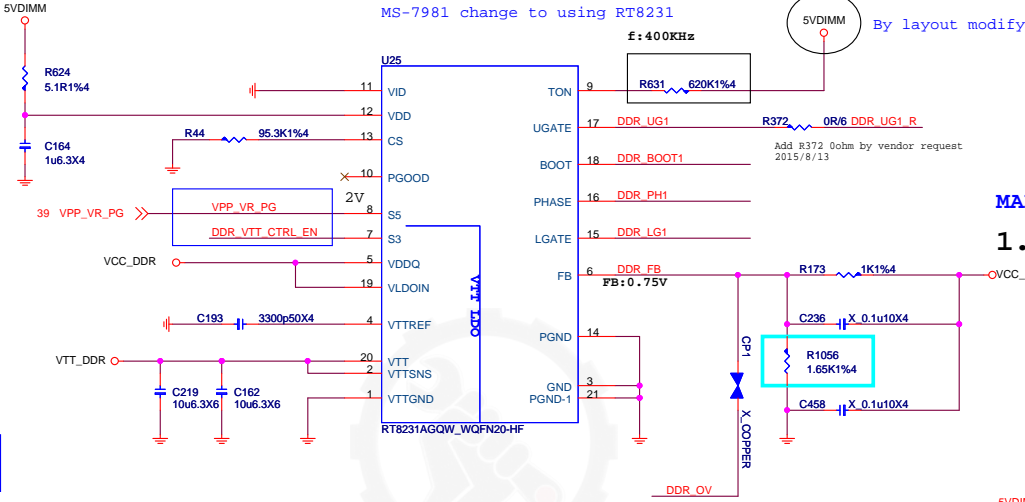 5VDIMM
MS-7981 change to using RT8231
5VDIMM
By layout modify
f:400KHz
U25
R624
5.1R1%4
11
VID
TON
9
R631
620K1%4
12
VDD
R44
95.3K1%4
13
CS
UGATE
17
DDR_UG1
R372
0R/6
DDR_UG1_R
C164
1u6.3X4
Add R372 0ohm by vendor request
2015/8/13
10
PGOOD
BOOT
18
DDR_BOOT1
2V
39
VPP_VR_PG
VPP_VR_PG
8
S5
PHASE
16
DDR_PH1
DDR_VTT_CTRL_EN
7
S3
LGATE
15
DDR_LG1
MA
1.
VCC_DDR
5
VDDQ
19
VLDOIN
VTT LDO
FB
6
DDR_FB
FB:0.75V
R173
1K1%4
VCC_
C193
3300p50X4
4
VTTREF
C236
X_0.1u10X4
PGND
14
CP1
R1056
1.65K1%4
VTT_DDR
20
VTT
2
VTTSNS
C219
10u6.3X6
C162
10u6.3X6
1
VTTGND
GND
3
PGND-1
21
X_COPPER
C458
X_0.1u10X4
RT8231AGQW_WQFN20-HF
DDR_OV
5VDIM